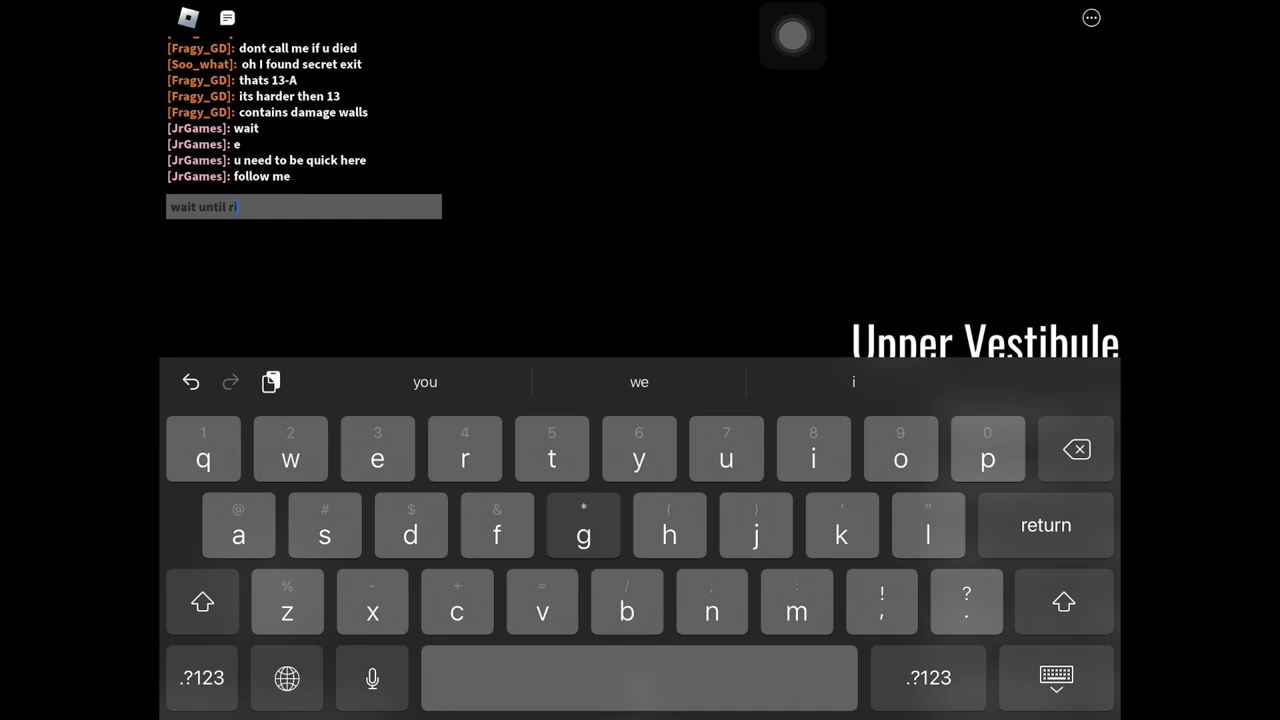 [Fragy_GD]: dont call me if u died
[Soo_what]: oh I found secret exit
[Fragy_GD]: thats 13-A
[Fragy_GD]: its harder then 13
[Fragy_GD]: contains damage walls
[JrGames]: wait
[JrGames]: e
[JrGames]: u need to be quick here
[JrGames]: follow me
wait until ri
Upper Vestibule
you we i
1 2 3 4 5 6 7 8 9 0
q w e r t y u i o p
@ # $ & * ( ) ' "
a s d f g h j k l return
% - + = / ; : ! ?
z x c v b n m , .
.?123 .?123